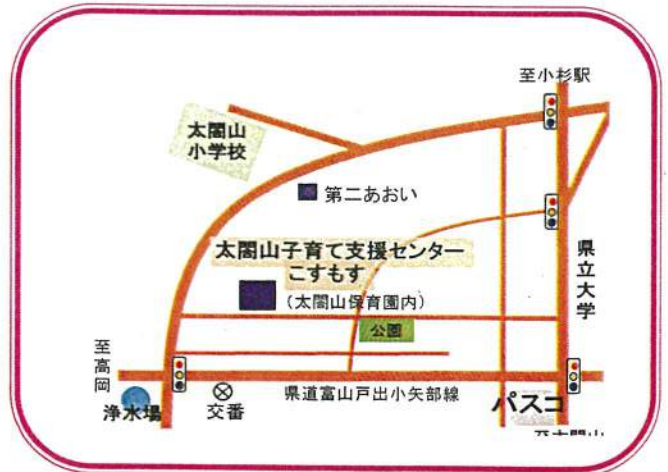 至小杉駅
太閤山
小学校
第二あおい
太閤山子育て支援センター
こすもす
(太閤山保育園内)
県立大学
公園
至高岡
県道富山戸出小矢部線
浄水場
交番
パスコ